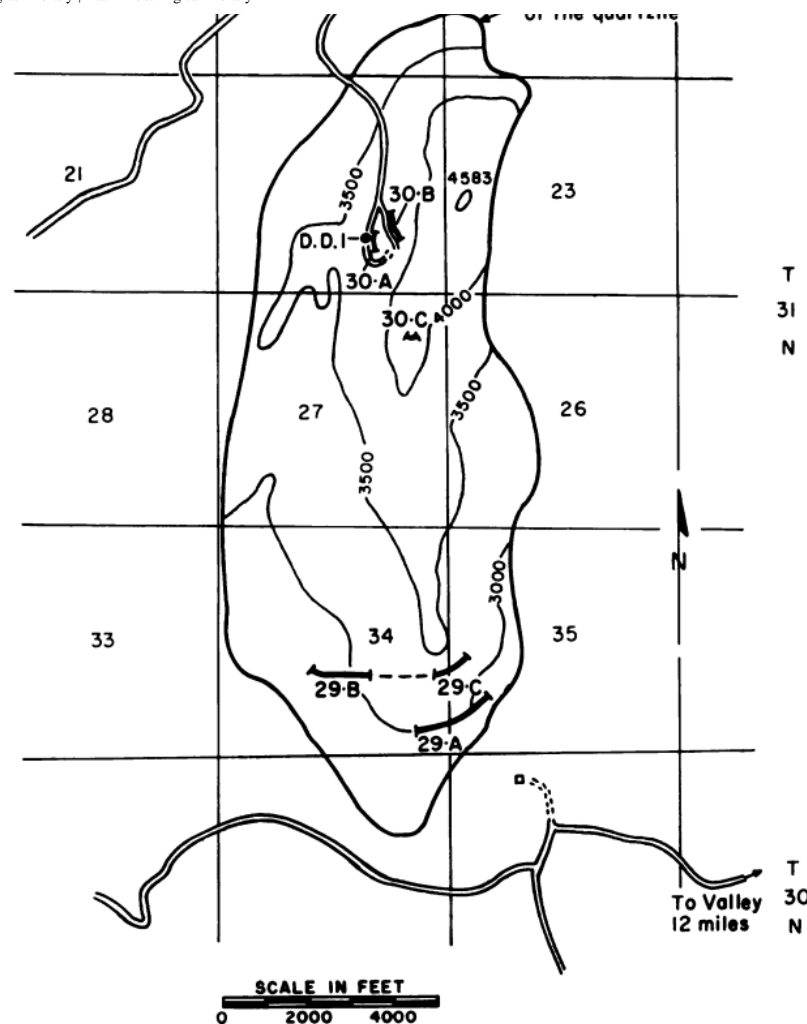 of the quartzite
21
3500
4583
30·B
23
D.D.1
30·A
T
31
N
30·C
4000
28
27
3500
26
3500
N
3000
33
34
35
29·B
29·C
29·A
T
30
N
To Valley
12 miles
SCALE IN FEET
0 2000 4000